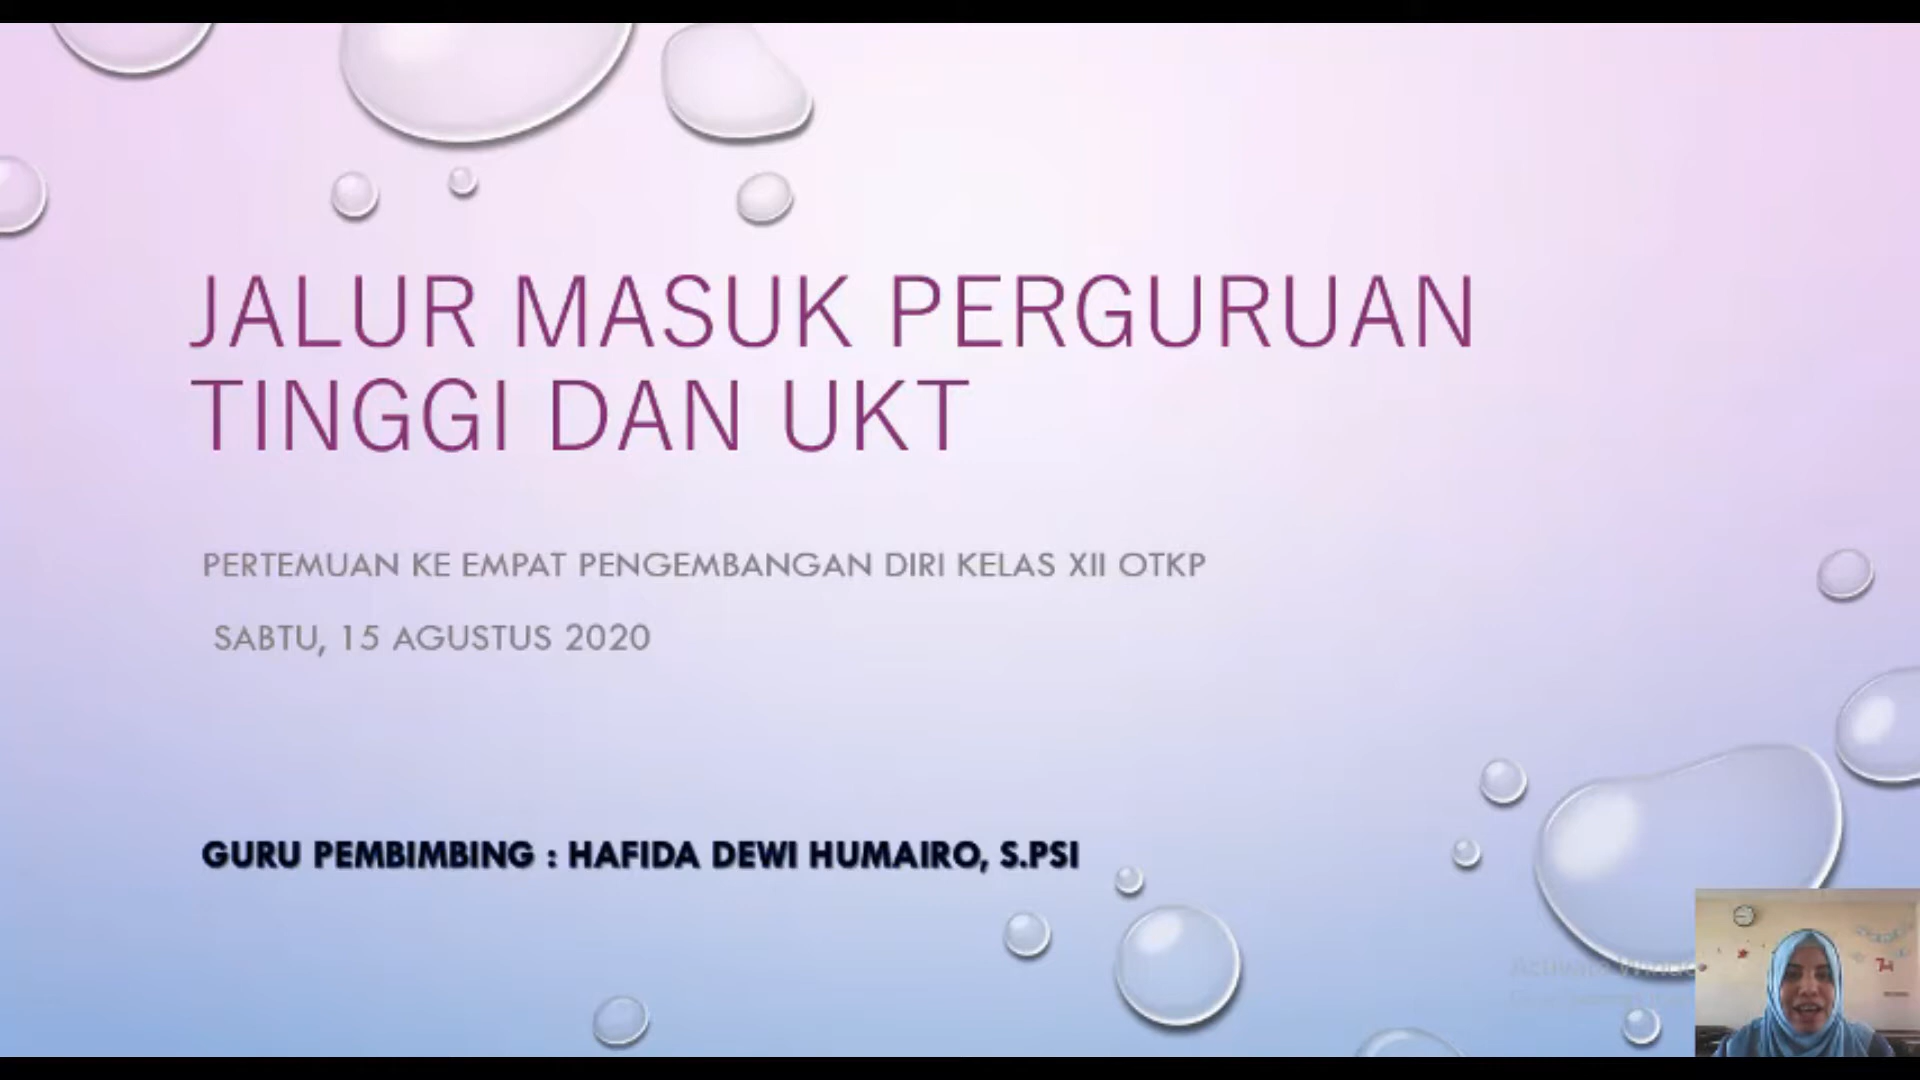 JALUR MASUK PERGURUAN
TINGGI DAN UKT
PERTEMUAN KE EMPAT PENGEMBANGAN DIRI KELAS XII OTKP
SABTU, 15 AGUSTUS 2020
GURU PEMBIMBING : HAFIDA DEWI HUMAIRO, S.PSI
Activate